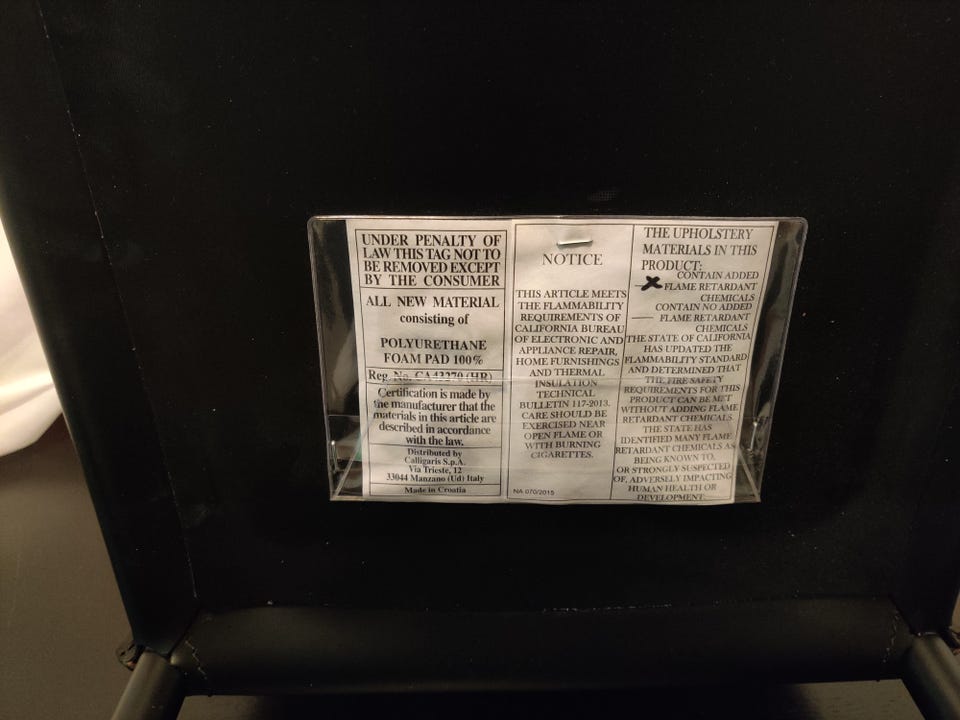 UNDER PENALTY OF
LAW THIS TAG NOT TO
BE REMOVED EXCEPT
BY THE CONSUMER
ALL NEW MATERIAL
consisting of
POLYURETHANE
FOAM PAD 100%
Reg. No. CA43270 (HR)
Certification is made by
the manufacturer that the
materials in this article are
described in accordance
with the law.
Distributed by
Calligaris S.p.A.
Via Trieste, 12
33044 Manzano (Ud) Italy
Made in Croatia
NOTICE
THIS ARTICLE MEETS
THE FLAMMABILITY
REQUIREMENTS OF
CALIFORNIA BUREAU
OF ELECTRONIC AND
APPLIANCE REPAIR,
HOME FURNISHINGS
AND THERMAL
INSULATION
TECHNICAL
BULLETIN 117-2013.
CARE SHOULD BE
EXERCISED NEAR
OPEN FLAME OR
WITH BURNING
CIGARETTES.
NA 070/2015
THE UPHOLSTERY
MATERIALS IN THIS
PRODUCT:
CONTAIN ADDED
FLAME RETARDANT
CHEMICALS
CONTAIN NO ADDED
FLAME RETARDANT
CHEMICALS
THE STATE OF CALIFORNIA
HAS UPDATED THE
FLAMMABILITY STANDARD
AND DETERMINED THAT
THE FIRE SAFETY
REQUIREMENTS FOR THIS
PRODUCT CAN BE MET
WITHOUT ADDING FLAME
RETARDANT CHEMICALS.
THE STATE HAS
IDENTIFIED MANY FLAME
RETARDANT CHEMICALS AS
BEING KNOWN TO,
OR STRONGLY SUSPECTED
OF, ADVERSELY IMPACTING
HUMAN HEALTH OR
DEVELOPMENT.